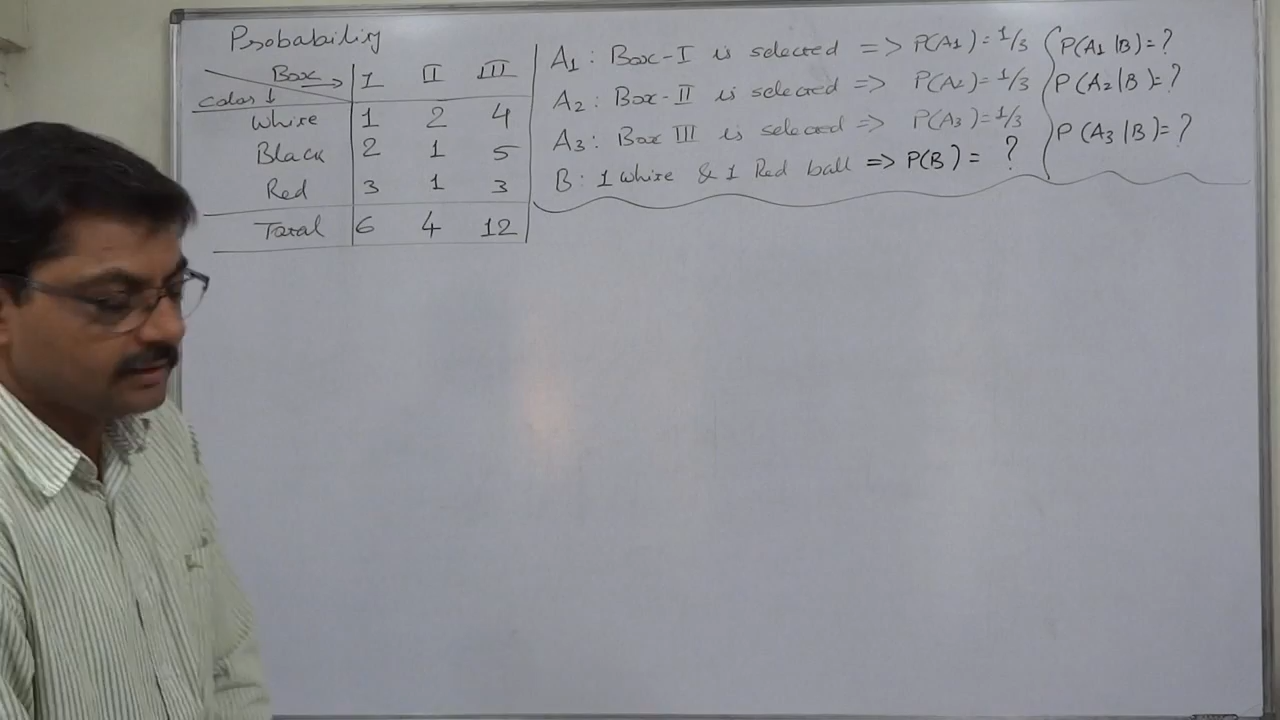 Probability
Box → I II III
Color ↓
White 1 2 4
Black 2 1 5
Red 3 1 3
Total 6 4 12
A1 : Box-I is selected => P(A1) = 1/3
A2 : Box-II is selected => P(A2) = 1/3
A3 : Box III is selected => P(A3) = 1/3
B : 1 White & 1 Red ball => P(B) = ?
P(A1|B) = ?
P(A2|B) = ?
P(A3|B) = ?